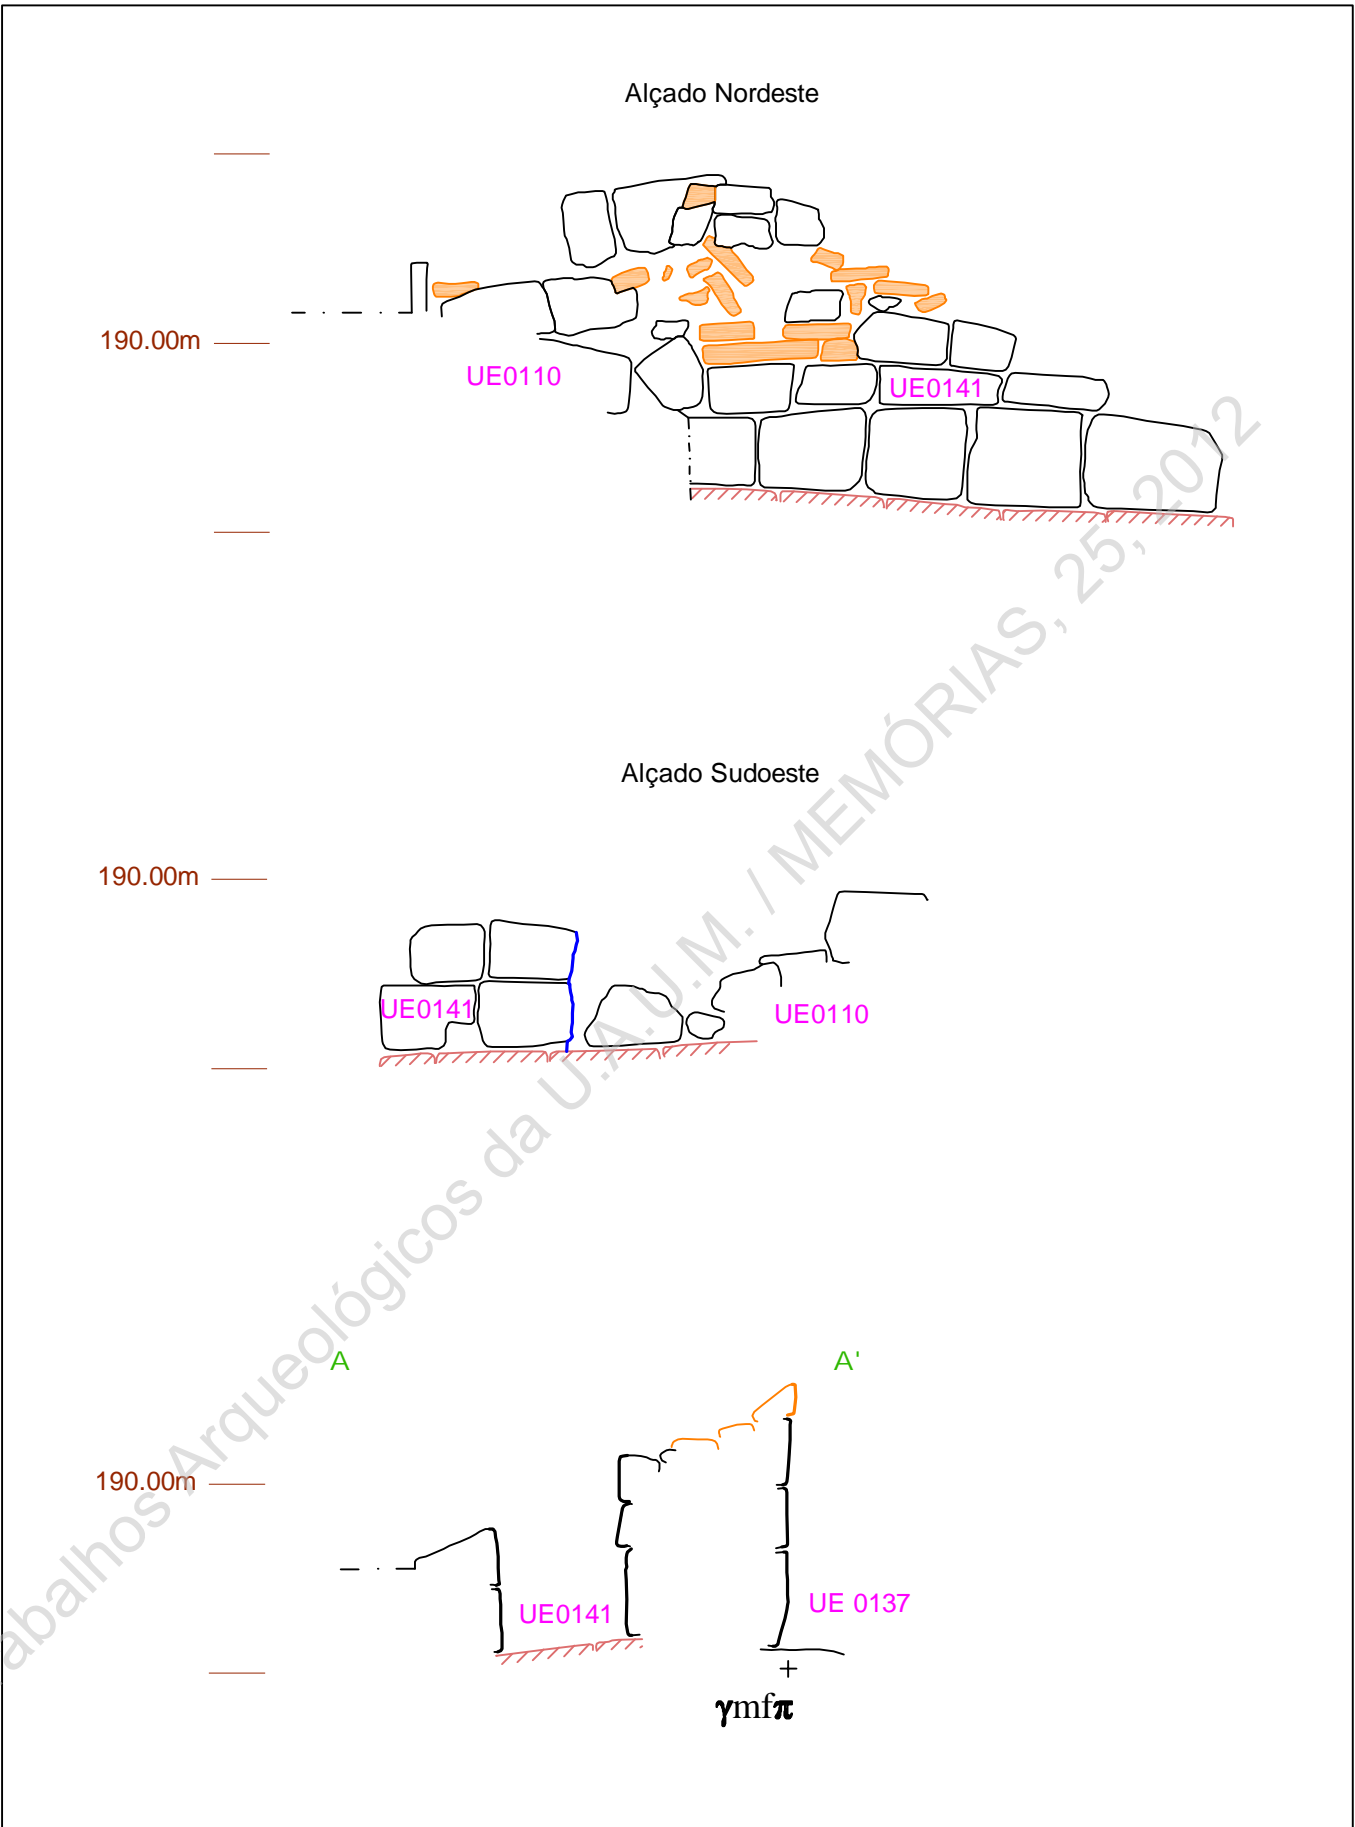 Alçado Nordeste
190.00m
UE0110
UE0141
Alçado Sudoeste
190.00m
UE0141
UE0110
A
A'
190.00m
UE0141
UE 0137
γmfπ
abalhos Arqueológicos da U.A.U.M. / MEMÓRIAS, 25, 2012